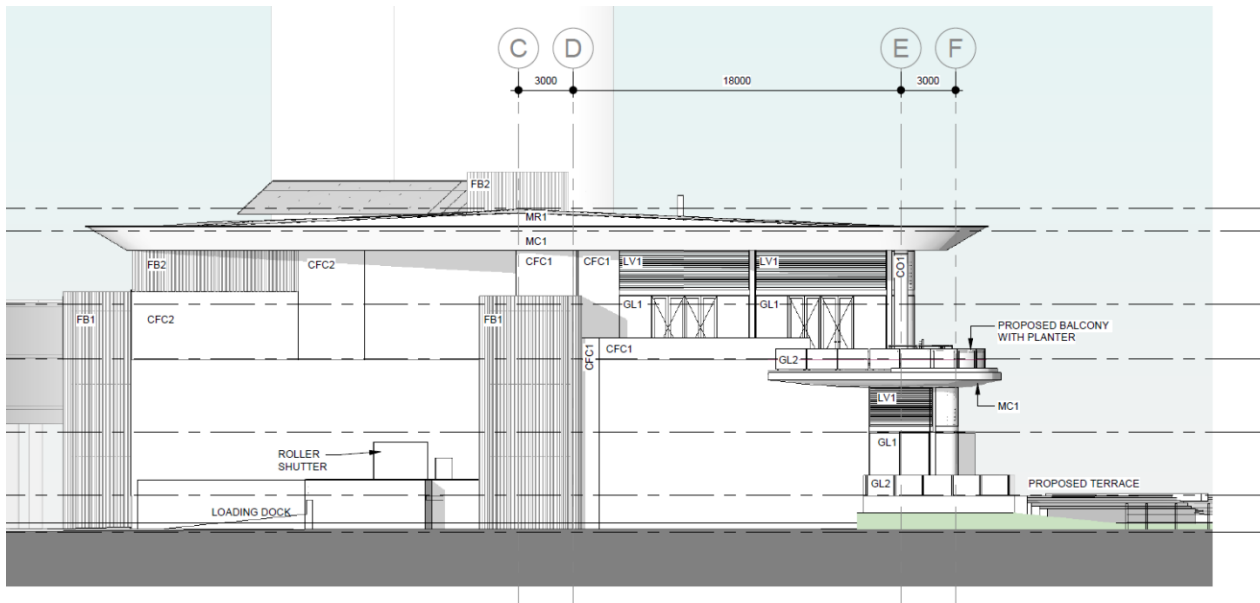 C D E F
3000 18000 3000
FB2
MR1
MC1
FB2 CFC2 CFC1 CFC1 LV1 LV1 CO1
FB1 CFC2 FB1 GL1 GL1
PROPOSED BALCONY
WITH PLANTER
CFC1 CFC1 GL2
LV1 MC1
GL1
ROLLER
SHUTTER
GL2 PROPOSED TERRACE
LOADING DOCK